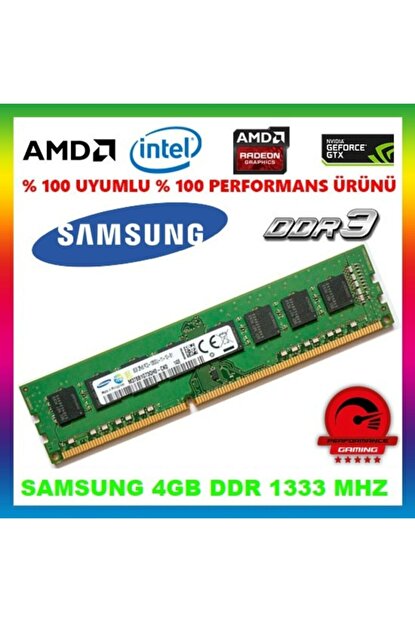 AMD intel AMD RADEON GRAPHICS NVIDIA GEFORCE GTX
% 100 UYUMLU % 100 PERFORMANS ÜRÜNÜ
SAMSUNG DDR3
PERFORMANCE
GAMING
SAMSUNG 4GB DDR 1333 MHZ